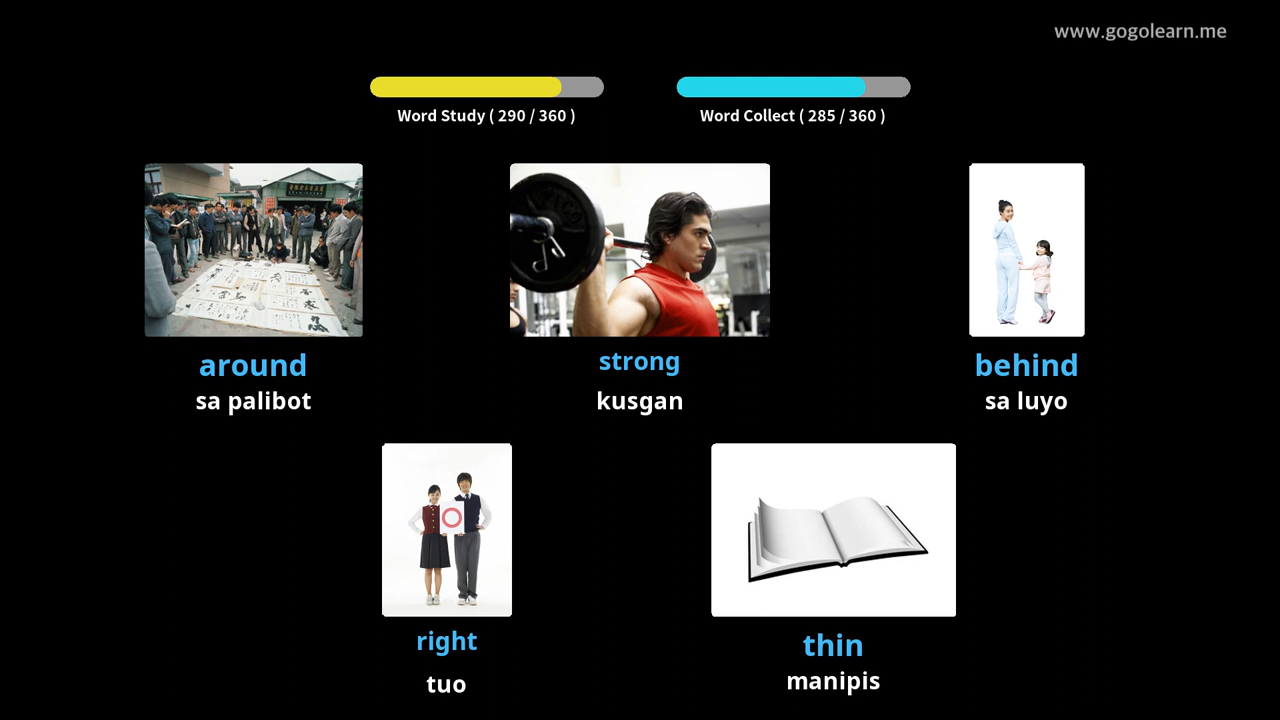 www.gogolearn.me
Word Study ( 290 / 360 )
Word Collect ( 285 / 360 )
around
sa palibot
strong
kusgan
behind
sa luyo
right
tuo
thin
manipis